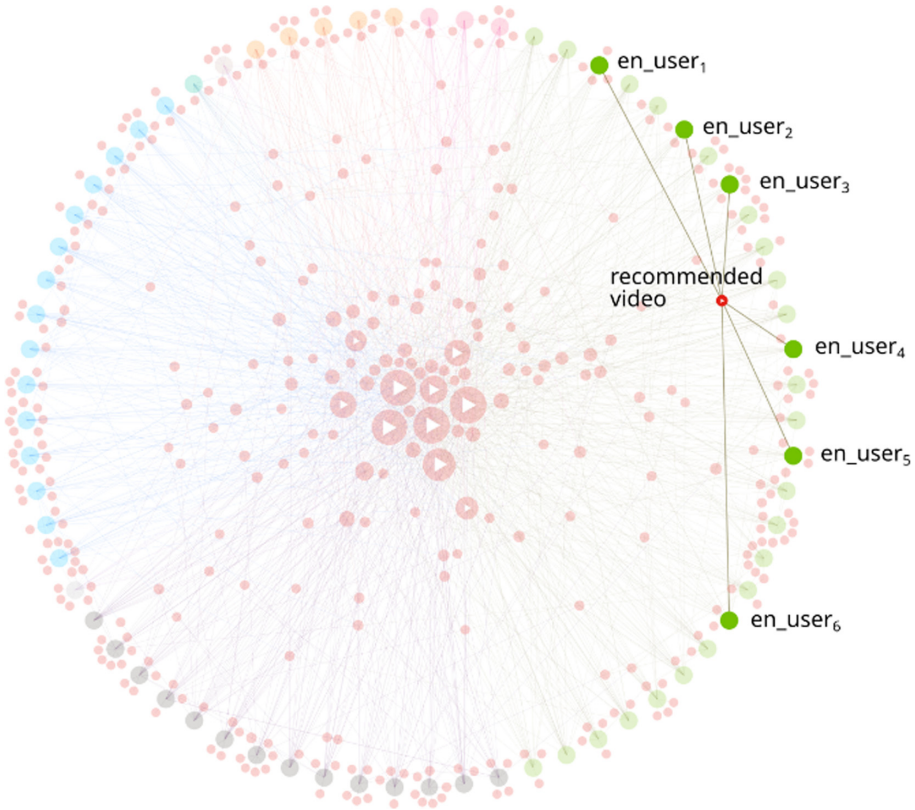 en_user₁
en_user₂
en_user₃
recommended
video
en_user₄
en_user₅
en_user₆